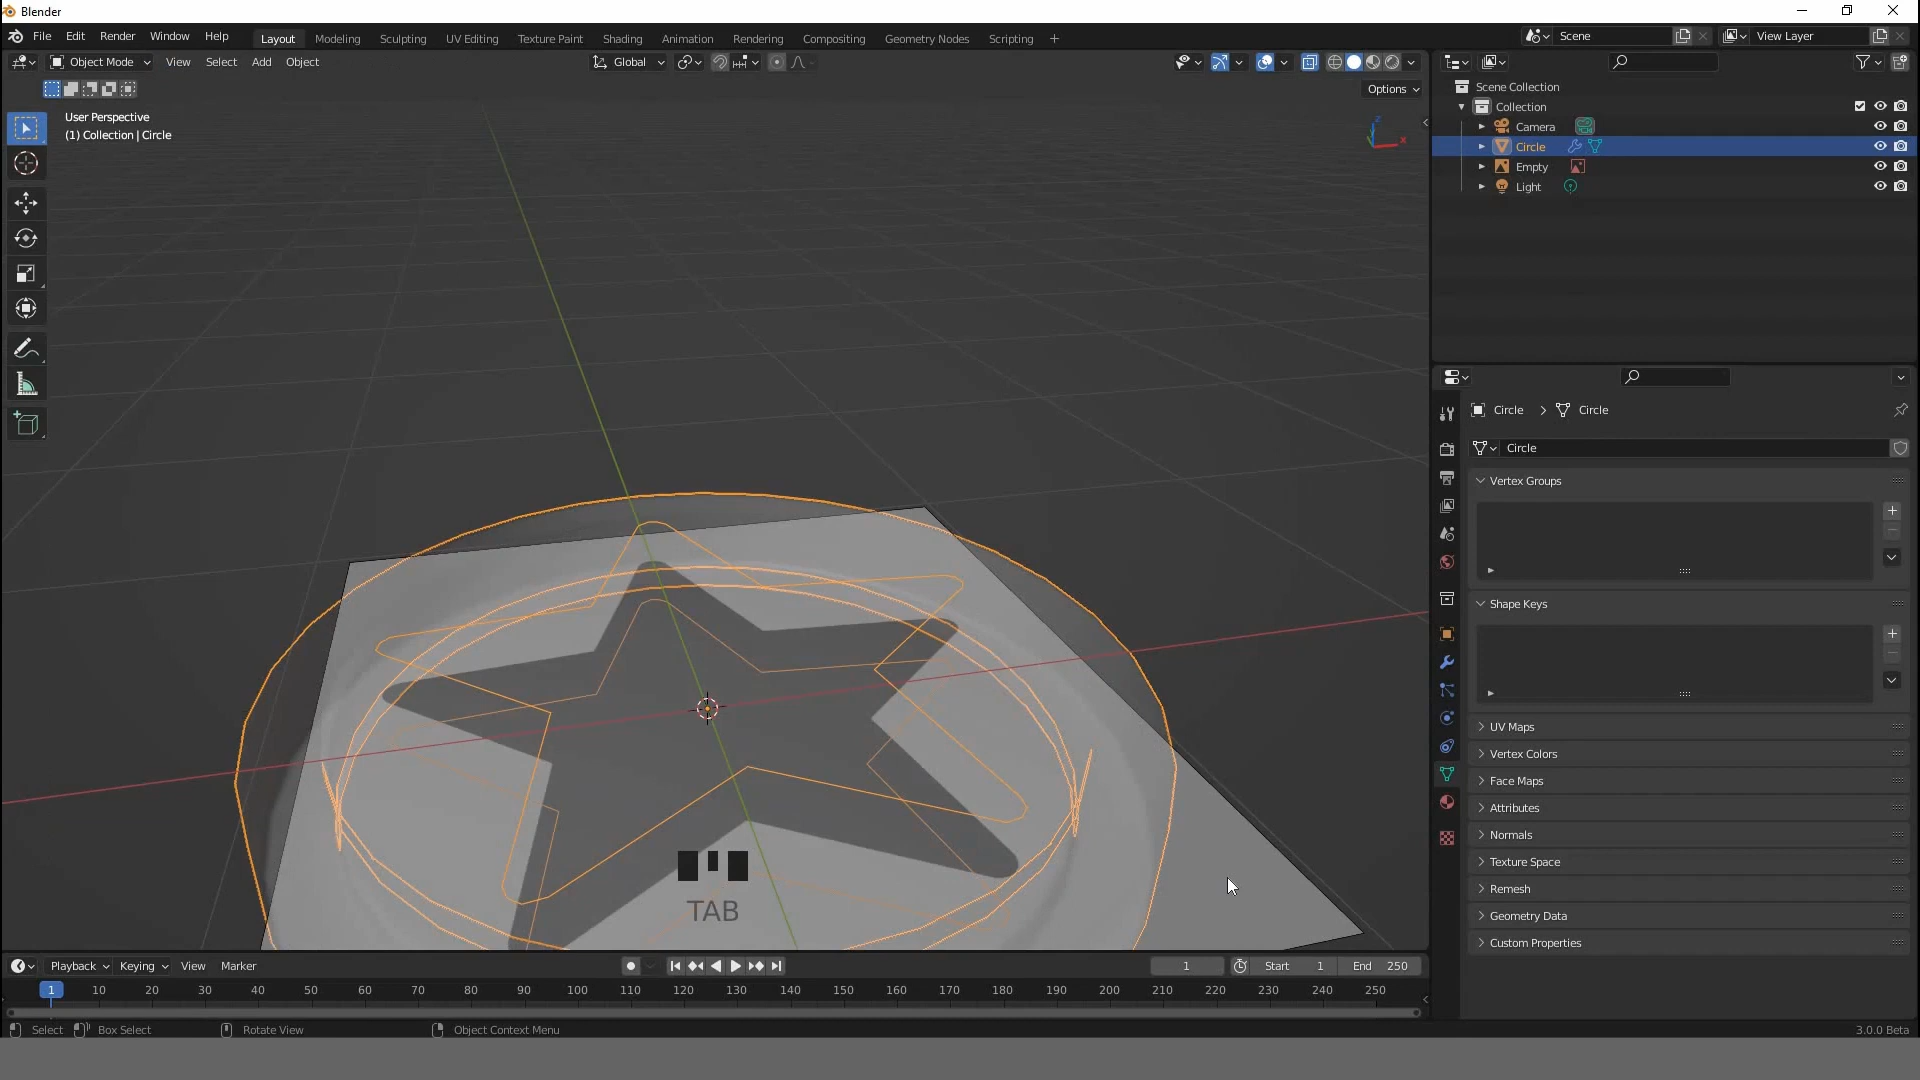 Blender
File Edit Render Window Help Layout Modeling Sculpting UV Editing Texture Paint Shading Animation Rendering Compositing Geometry Nodes Scripting + Scene View Layer
Object Mode View Select Add Object Global
Options
User Perspective
(1) Collection | Circle
Z
X
Scene Collection
Collection
Camera
Circle
Empty
Light
Circle > Circle
Circle
Vertex Groups
Shape Keys
UV Maps
Vertex Colors
Face Maps
Attributes
Normals
Texture Space
Remesh
Geometry Data
Custom Properties
TAB
Playback Keying View Marker 1 Start 1 End 250
1 10 20 30 40 50 60 70 80 90 100 110 120 130 140 150 160 170 180 190 200 210 220 230 240 250
Select Box Select Rotate View Object Context Menu 3.0.0 Beta